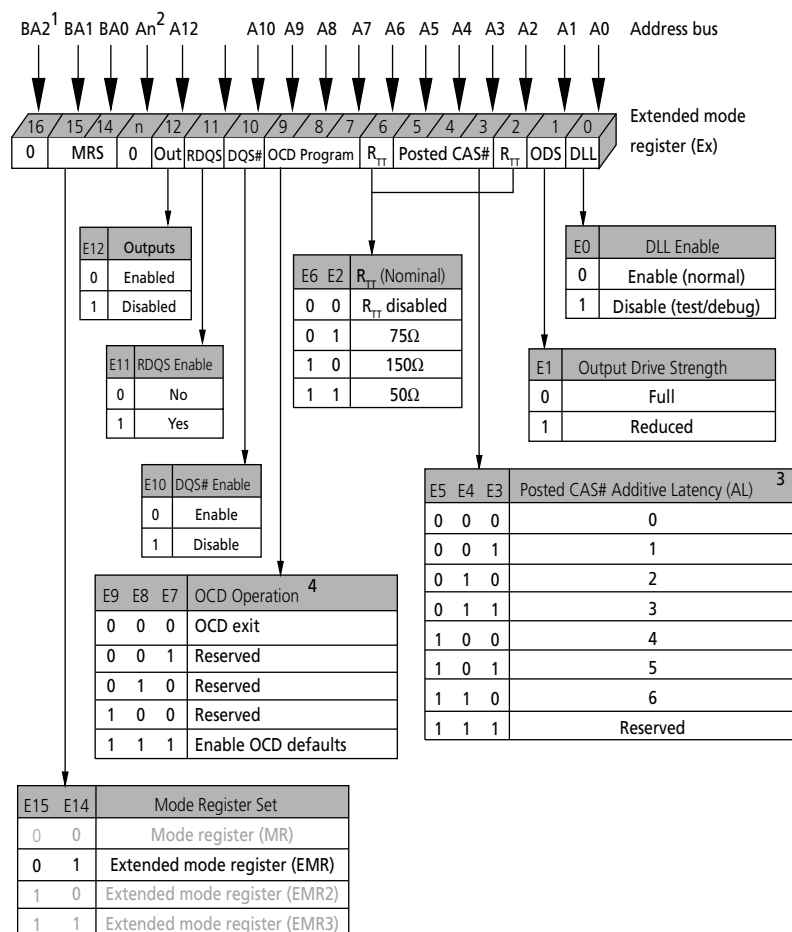 BA2 1 BA1 BA0 An 2 A12 A10 A9 A8 A7 A6 A5 A4 A3 A2 A1 A0 Address bus
16 15 14 n 12 11 10 9 8 7 6 5 4 3 2 1 0 Extended mode
register (Ex)
0 MRS 0 Out RDQS DQS# OCD Program RTT Posted CAS# RTT ODS DLL
E12 Outputs
0 Enabled
1 Disabled
E11 RDQS Enable
0 No
1 Yes
E10 DQS# Enable
0 Enable
1 Disable
E6 E2 RTT (Nominal)
0 0 RTT disabled
0 1 75Ω
1 0 150Ω
1 1 50Ω
E0 DLL Enable
0 Enable (normal)
1 Disable (test/debug)
E1 Output Drive Strength
0 Full
1 Reduced
E5 E4 E3 Posted CAS# Additive Latency (AL) 3
0 0 0 0
0 0 1 1
0 1 0 2
0 1 1 3
1 0 0 4
1 0 1 5
1 1 0 6
1 1 1 Reserved
E9 E8 E7 OCD Operation 4
0 0 0 OCD exit
0 0 1 Reserved
0 1 0 Reserved
1 0 0 Reserved
1 1 1 Enable OCD defaults
E15 E14 Mode Register Set
0 0 Mode register (MR)
0 1 Extended mode register (EMR)
1 0 Extended mode register (EMR2)
1 1 Extended mode register (EMR3)